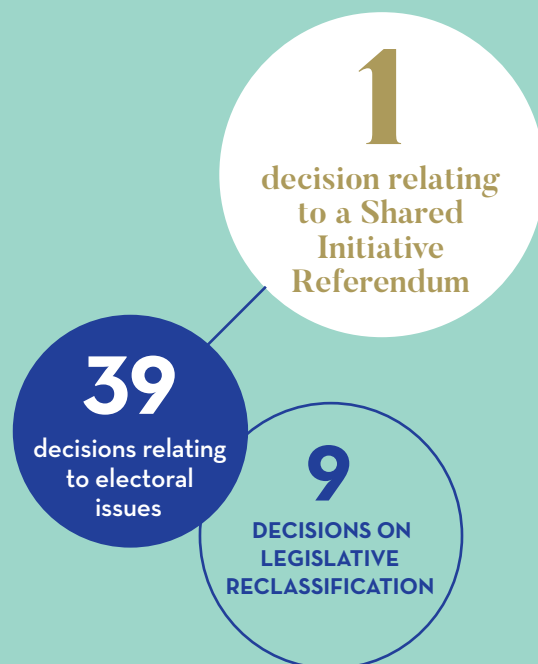 1
decision relating
to a Shared
Initiative
Referendum
39
decisions relating
to electoral
issues
9
DECISIONS ON
LEGISLATIVE
RECLASSIFICATION